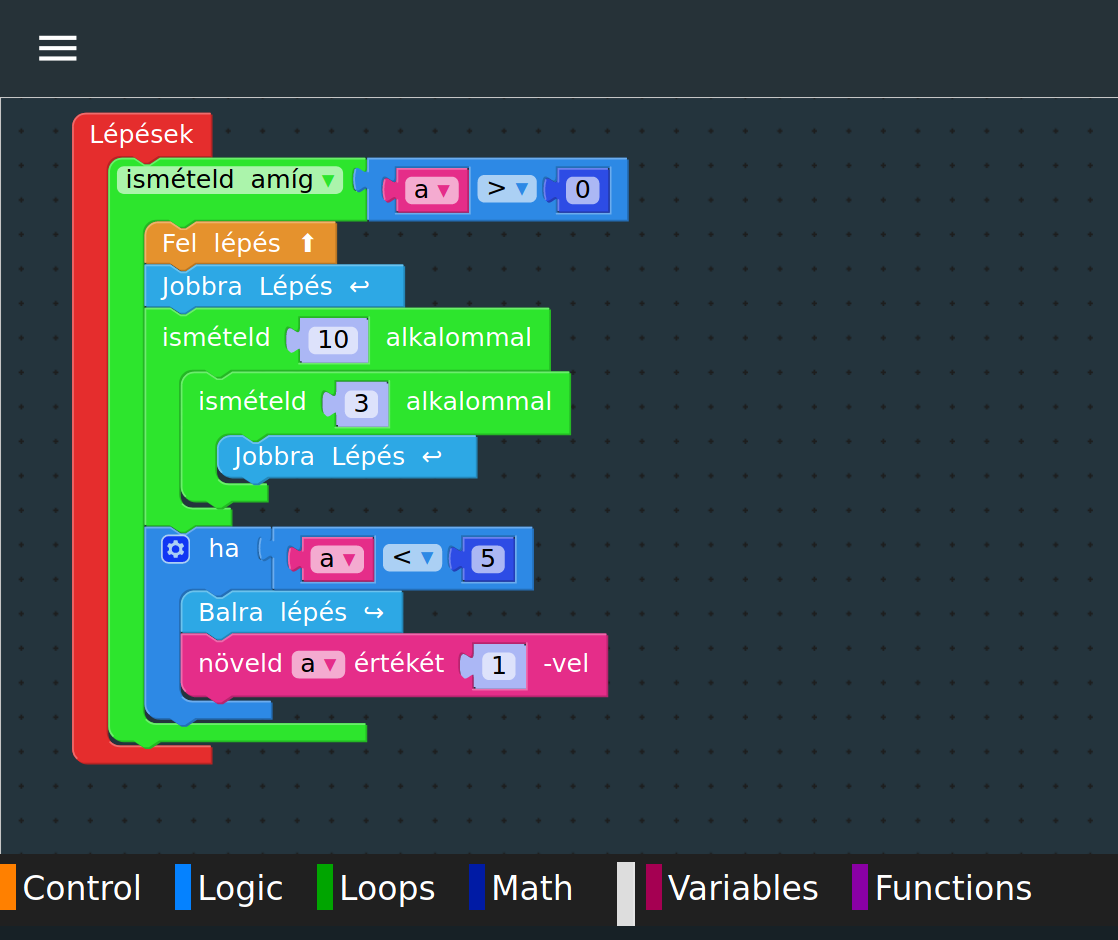 Lépések
ismételd amíg ▼ a ▼ > ▼ 0
Fel lépés ⬆
Jobbra Lépés ↩
ismételd 10 alkalommal
ismételd 3 alkalommal
Jobbra Lépés ↩
ha a ▼ < ▼ 5
Balra lépés ↪
növeld a ▼ értékét 1 -vel
Control Logic Loops Math Variables Functions